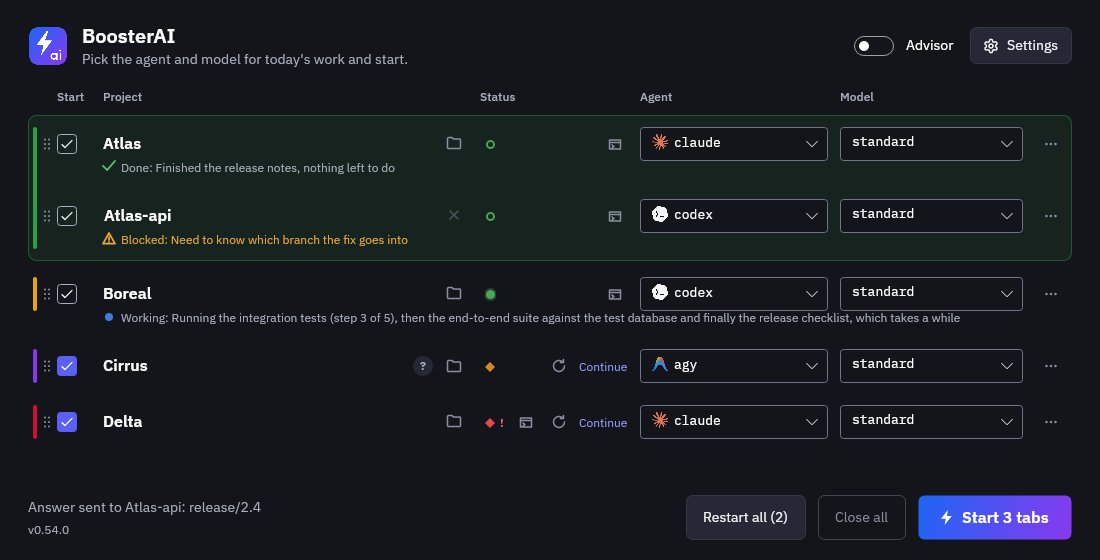 ai
BoosterAI
Pick the agent and model for today's work and start.
Advisor
Settings
Start Project Status Agent Model
Atlas claude standard
Done: Finished the release notes, nothing left to do
Atlas-api codex standard
Blocked: Need to know which branch the fix goes into
Boreal codex standard
Working: Running the integration tests (step 3 of 5), then the end-to-end suite against the test database and finally the release checklist, which takes a while
Cirrus ? Continue agy standard
Delta ! Continue claude standard
Answer sent to Atlas-api: release/2.4
v0.54.0
Restart all (2)
Close all
Start 3 tabs